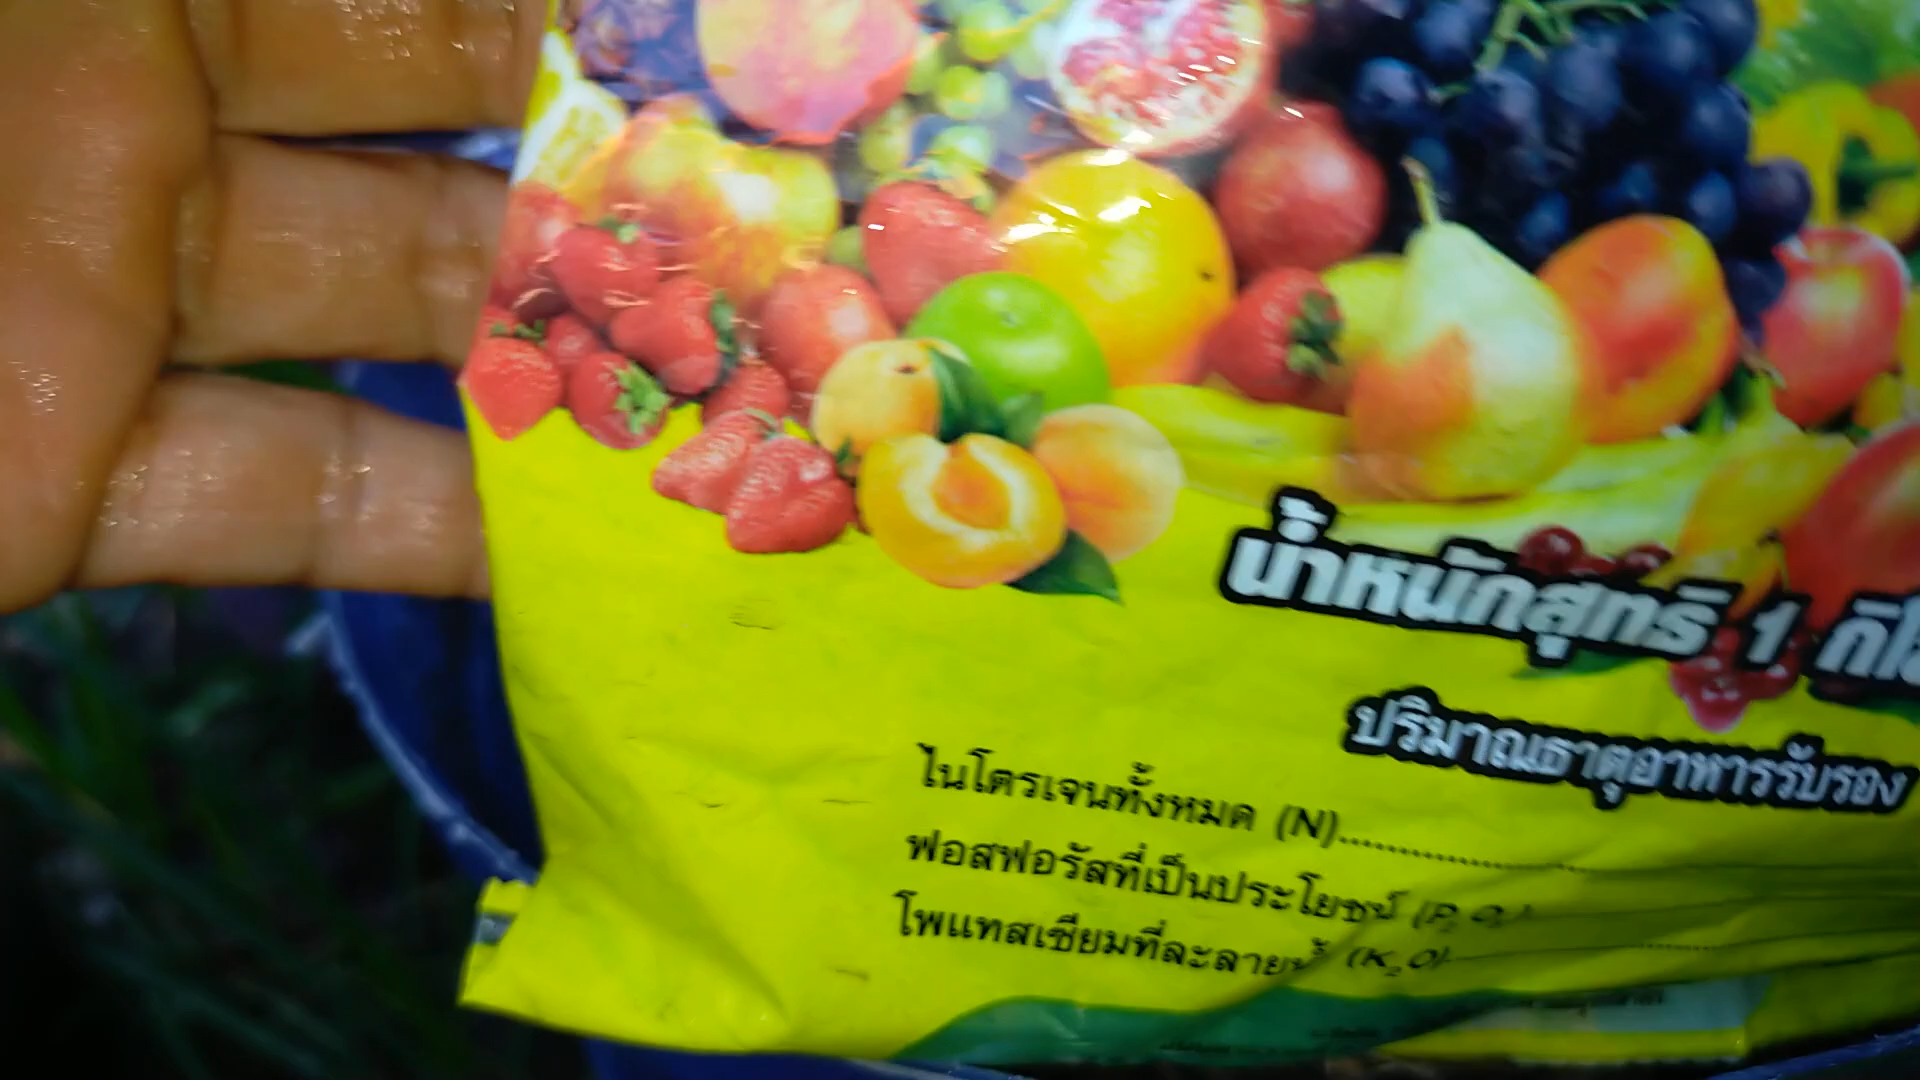 น้ำหนักสุทธิ 1
ปริมาณธาตุอาหารรับรอง
ไนโตรเจนทั้งหมด (N)....................
ฟอสฟอรัสที่เป็นประโยชน์ (P₂O₅)
โพแทสเซียมที่ละลายน้ำ (K₂O)